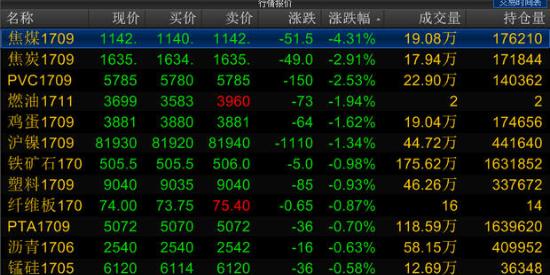 行情报价 交易时间客
名称 现价 买价 卖价 涨跌 涨跌幅 成交量 持仓量
焦煤1709 1142. 1140. 1142. -51.5 -4.31% 19.08万 176210
焦炭1709 1635. 1634. 1635. -49.0 -2.91% 17.94万 171844
PVC1709 5785 5780 5785 -150 -2.53% 22.90万 140362
燃油1711 3699 3583 3960 -73 -1.94% 2 2
鸡蛋1709 3881 3880 3881 -64 -1.62% 19.04万 174656
沪镍1709 81930 81920 81940 -1110 -1.34% 44.72万 441640
铁矿石170 505.5 505.5 506.0 -5.0 -0.98% 175.62万 1631852
塑料1709 9040 9035 9040 -85 -0.93% 46.26万 337672
纤维板170 74.00 73.75 75.40 -0.65 -0.87% 16 14
PTA1709 5072 5070 5072 -36 -0.70% 118.59万 1639620
沥青1706 2540 2540 2542 -16 -0.63% 58.15万 409952
锰硅1705 6120 6114 6120 -36 -0.58% 12.69万 36348